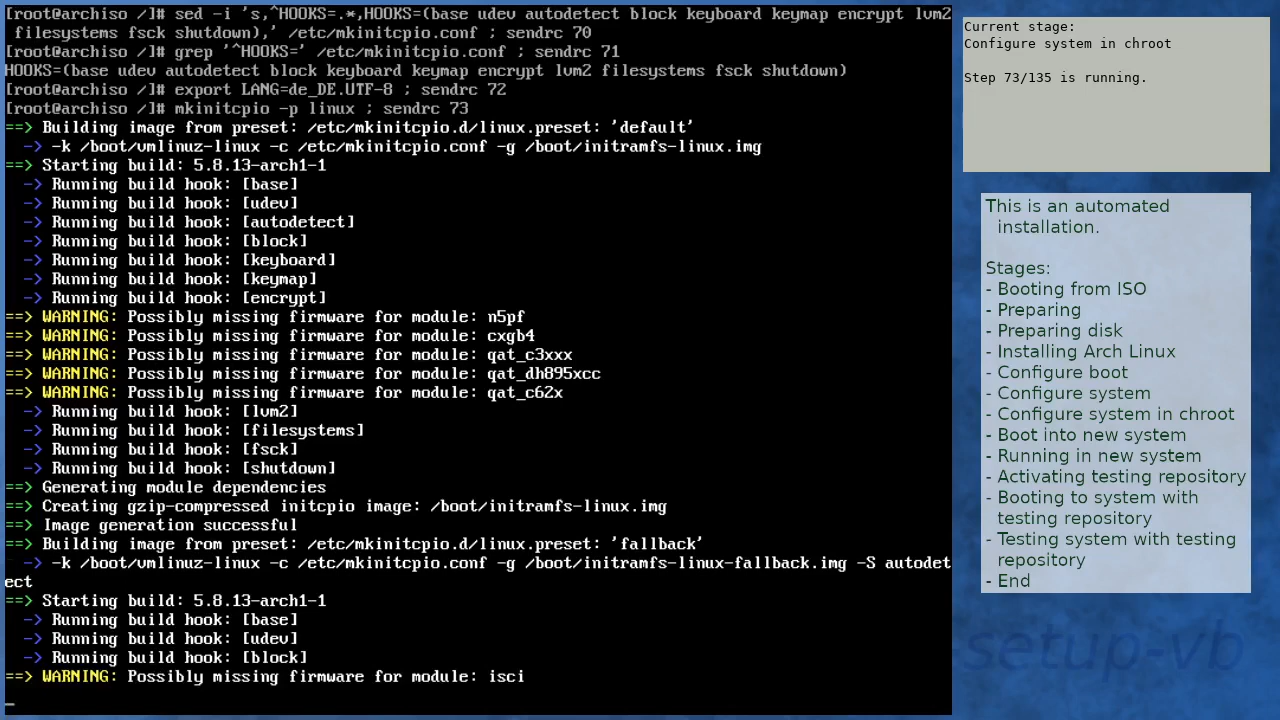 [root@archiso /]# sed -i 's,^HOOKS=.*,HOOKS=(base udev autodetect block keyboard keymap encrypt lvm2
 filesystems fsck shutdown),' /etc/mkinitcpio.conf ; sendrc 70
[root@archiso /]# grep '^HOOKS=' /etc/mkinitcpio.conf ; sendrc 71
HOOKS=(base udev autodetect block keyboard keymap encrypt lvm2 filesystems fsck shutdown)
[root@archiso /]# export LANG=de_DE.UTF-8 ; sendrc 72
[root@archiso /]# mkinitcpio -p linux ; sendrc 73
==> Building image from preset: /etc/mkinitcpio.d/linux.preset: 'default'
  -> -k /boot/vmlinuz-linux -c /etc/mkinitcpio.conf -g /boot/initramfs-linux.img
==> Starting build: 5.8.13-arch1-1
  -> Running build hook: [base]
  -> Running build hook: [udev]
  -> Running build hook: [autodetect]
  -> Running build hook: [block]
  -> Running build hook: [keyboard]
  -> Running build hook: [keymap]
  -> Running build hook: [encrypt]
==> WARNING: Possibly missing firmware for module: n5pf
==> WARNING: Possibly missing firmware for module: cxgb4
==> WARNING: Possibly missing firmware for module: qat_c3xxx
==> WARNING: Possibly missing firmware for module: qat_dh895xcc
==> WARNING: Possibly missing firmware for module: qat_c62x
  -> Running build hook: [lvm2]
  -> Running build hook: [filesystems]
  -> Running build hook: [fsck]
  -> Running build hook: [shutdown]
==> Generating module dependencies
==> Creating gzip-compressed initcpio image: /boot/initramfs-linux.img
==> Image generation successful
==> Building image from preset: /etc/mkinitcpio.d/linux.preset: 'fallback'
  -> -k /boot/vmlinuz-linux -c /etc/mkinitcpio.conf -g /boot/initramfs-linux-fallback.img -S autodet
ect
==> Starting build: 5.8.13-arch1-1
  -> Running build hook: [base]
  -> Running build hook: [udev]
  -> Running build hook: [block]
==> WARNING: Possibly missing firmware for module: isci
_
Current stage:
Configure system in chroot
Step 73/135 is running.
This is an automated
installation.
Stages:
- Booting from ISO
- Preparing
- Preparing disk
- Installing Arch Linux
- Configure boot
- Configure system
- Configure system in chroot
- Boot into new system
- Running in new system
- Activating testing repository
- Booting to system with
testing repository
- Testing system with testing
repository
- End
setup-vb